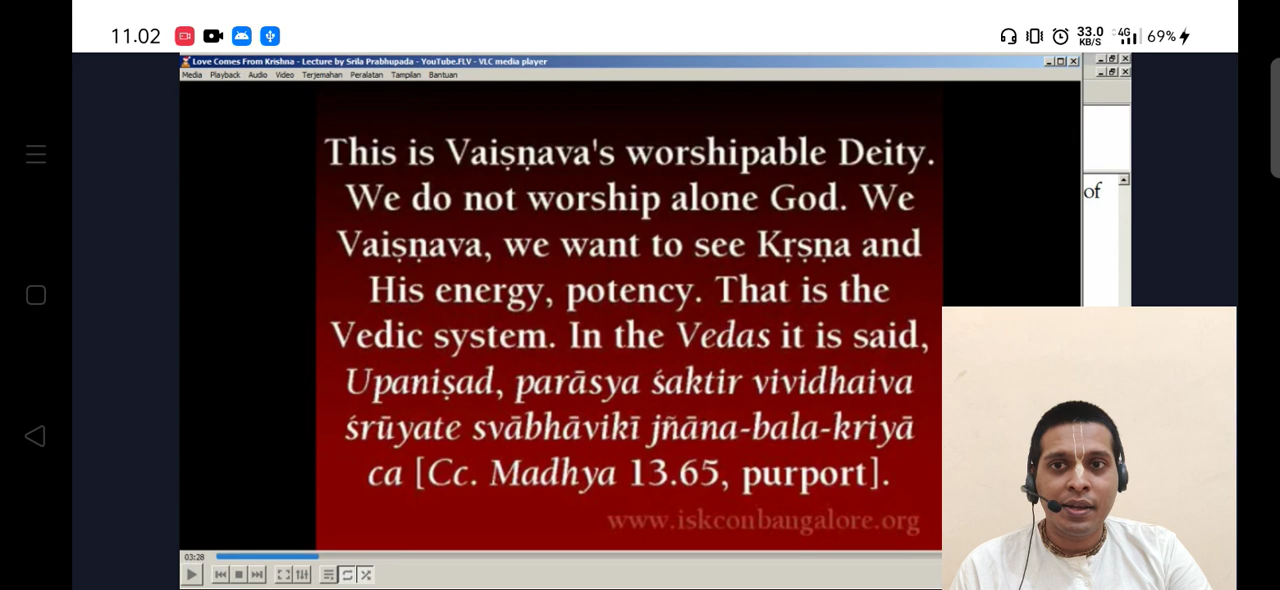 11.02
33.0
KB/S
4G
69%
Love Comes From Krishna - Lecture by Srila Prabhupada - YouTube.FLV - VLC media player
Media Playback Audio Video Terjemahan Peralatan Tampilan Bantuan
This is Vaiṣṇava's worshipable Deity.
We do not worship alone God. We
Vaiṣṇava, we want to see Kṛṣṇa and
His energy, potency. That is the
Vedic system. In the Vedas it is said,
Upaniṣad, parāsya śaktir vividhaiva
śrūyate svābhāvikī jñāna-bala-kriyā
ca [Cc. Madhya 13.65, purport].
www.iskconbangalore.org
of
03:28